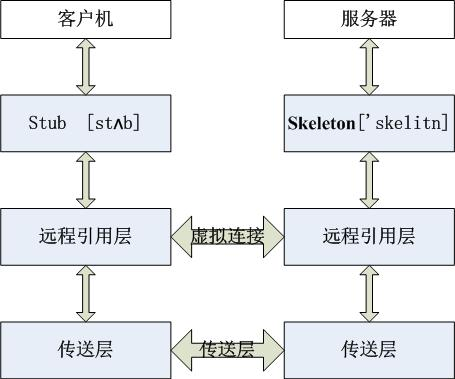 客户机
服务器
Stub [stʌb]
Skeleton['skelitn]
远程引用层
虚拟连接
远程引用层
传送层
传送层
传送层